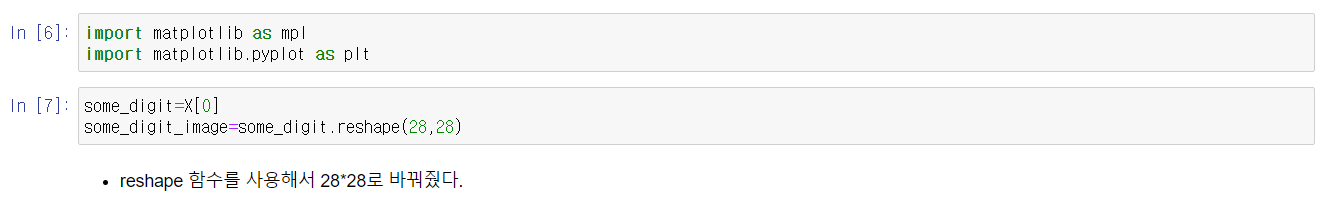 In [6]: import matplotlib as mpl
import matplotlib.pyplot as plt
In [7]: some_digit=X[0]
some_digit_image=some_digit.reshape(28,28)
• reshape 함수를 사용해서 28*28로 바꿔줬다.